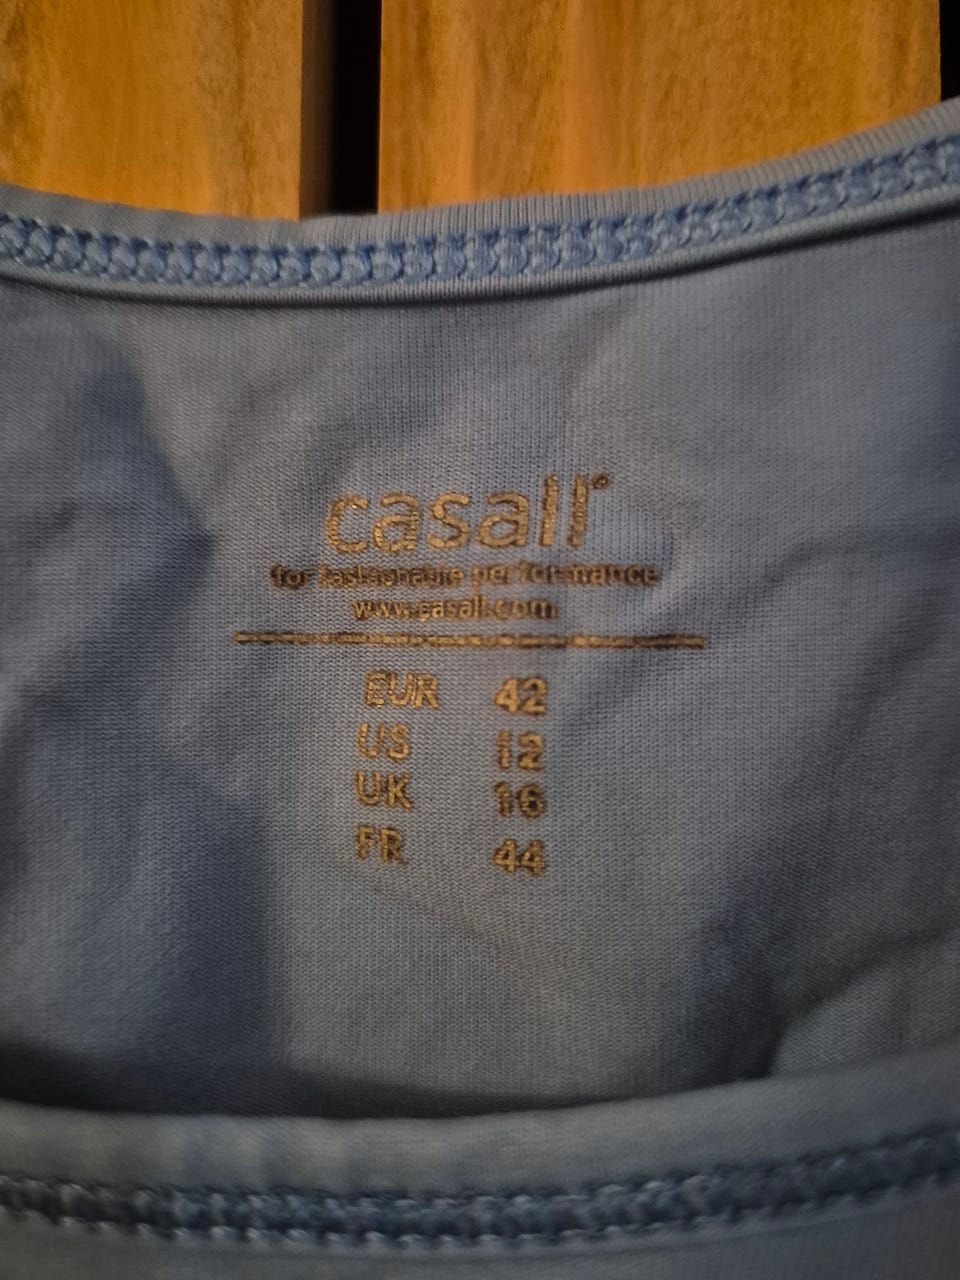 casall®
for fashionable performance
www.casall.com
EUR 42
US 12
UK 16
FR 44